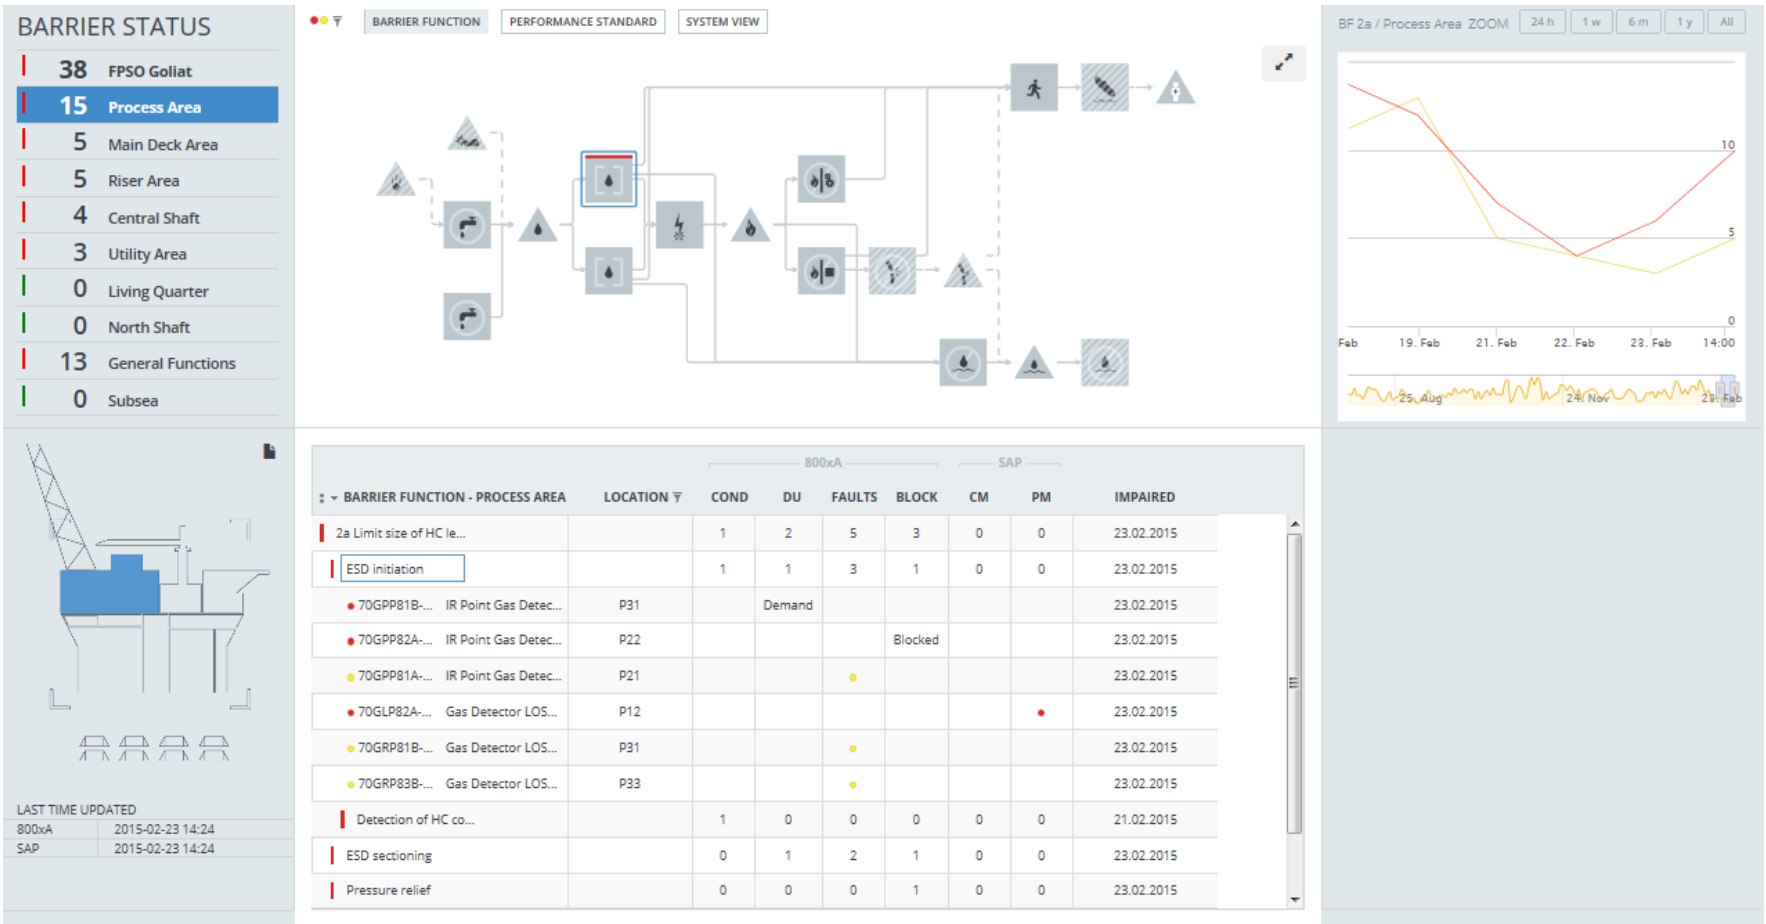 BARRIER STATUS
38 FPSO Goliat
15 Process Area
5 Main Deck Area
5 Riser Area
4 Central Shaft
3 Utility Area
0 Living Quarter
0 North Shaft
13 General Functions
0 Subsea
LAST TIME UPDATED
800xA 2015-02-23 14:24
SAP 2015-02-23 14:24
BARRIER FUNCTION PERFORMANCE STANDARD SYSTEM VIEW
800xA SAP
BARRIER FUNCTION - PROCESS AREA LOCATION COND DU FAULTS BLOCK CM PM IMPAIRED
2a Limit size of HC le... 1 2 5 3 0 0 23.02.2015
ESD initiation 1 1 3 1 0 0 23.02.2015
70GPP81B-... IR Point Gas Detec... P31 Demand 23.02.2015
70GPP82A-... IR Point Gas Detec... P22 Blocked 23.02.2015
70GPP81A-... IR Point Gas Detec... P21 23.02.2015
70GLP82A-... Gas Detector LOS... P12 23.02.2015
70GRP81B-... Gas Detector LOS... P31 23.02.2015
70GRP83B-... Gas Detector LOS... P33 23.02.2015
Detection of HC co... 1 0 0 0 0 0 21.02.2015
ESD sectioning 0 1 2 1 0 0 23.02.2015
Pressure relief 0 0 0 1 0 0 23.02.2015
BF 2a / Process Area ZOOM 24 h 1 w 6 m 1 y All
10
5
0
Feb 19. Feb 21. Feb 22. Feb 23. Feb 14:00
25. Aug 24. Nov 23. Feb